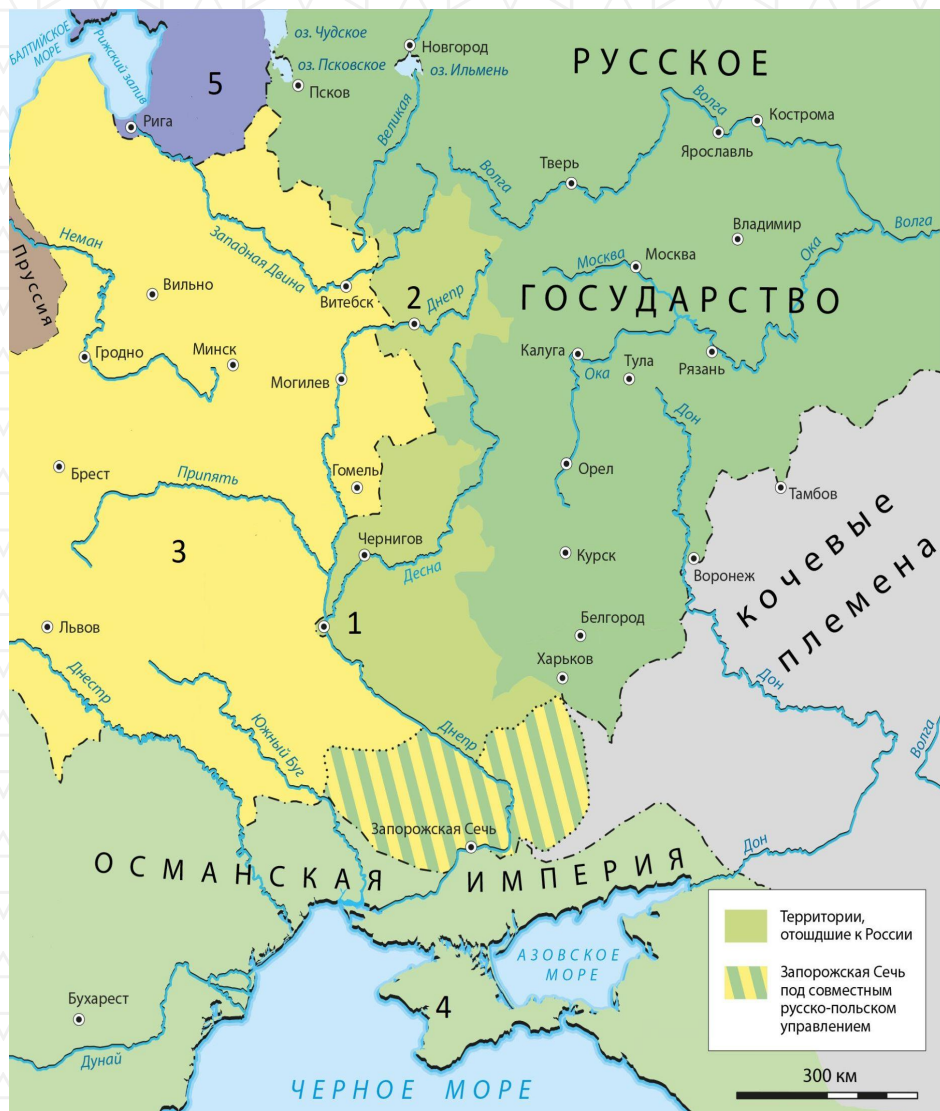 оз. Чудское
Новгород
БАЛТИЙСКОЕ
МОРЕ
Рижский залив
5
оз. Псковское
оз. Ильмень
Псков
РУССКОЕ
Рига
Великая
Волга
Кострома
Ярославль
Тверь
Волга
Неман
Западная Двина
Владимир
Ока
Волга
Пруссия
Вильно
Москва
Москва
Витебск
2
Днепр
ГОСУДАРСТВО
Гродно
Минск
Могилев
Калуга
Ока
Тула
Рязань
Дон
Брест
Припять
Гомель
Орел
Тамбов
3
Чернигов
Десна
Курск
Воронеж
КОЧЕВЫЕ
ПЛЕМЕНА
Львов
1
Белгород
Харьков
Днестр
Южный Буг
Днепр
Дон
Волга
Запорожская Сечь
Дон
ОСМАНСКАЯ ИМПЕРИЯ
АЗОВСКОЕ
МОРЕ
4
Бухарест
Дунай
ЧЕРНОЕ МОРЕ
Территории,
отошдшие к России
Запорожская Сечь
под совместным
русско-польском
управлением
300 км